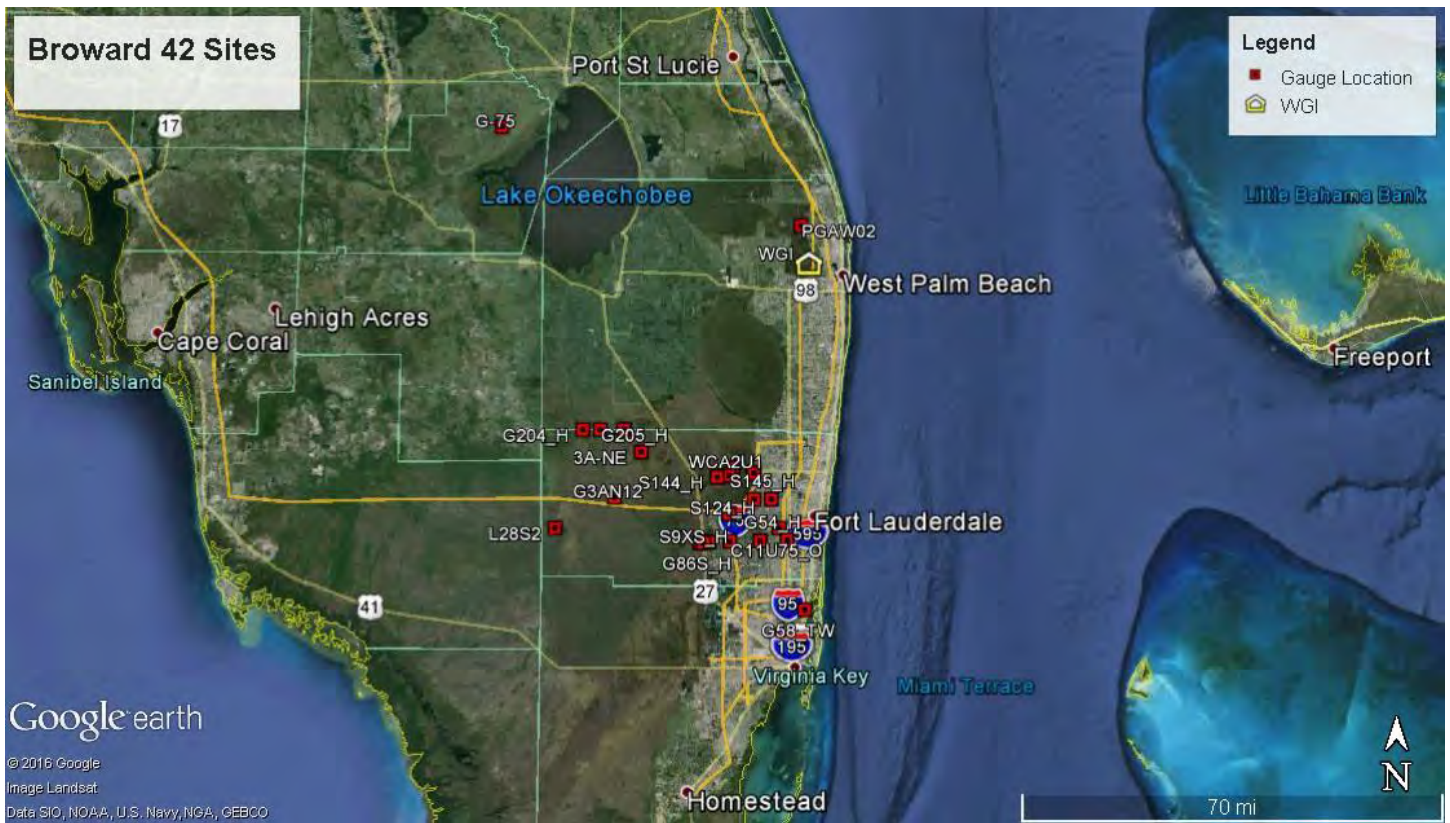 Broward 42 Sites
Legend
Gauge Location
WGI
Port St Lucie
17
G-75
Lake Okeechobee
Little Bahama Bank
PGAW02
WGI
West Palm Beach
98
Lehigh Acres
Cape Coral
Freeport
Sanibel Island
G204_H
G205_H
3A-NE
WCA2U1
S144_H
S145_H
G3AN12
S124_H
75
G54_H
Fort Lauderdale
L28S2
S9XS_H
595
C11U75_O
G86S_H
27
95
41
G58_TW
195
Virginia Key
Miami Terrace
Google earth
N
© 2016 Google
Image Landsat
Data SIO, NOAA, U.S. Navy, NGA, GEBCO
Homestead
70 mi